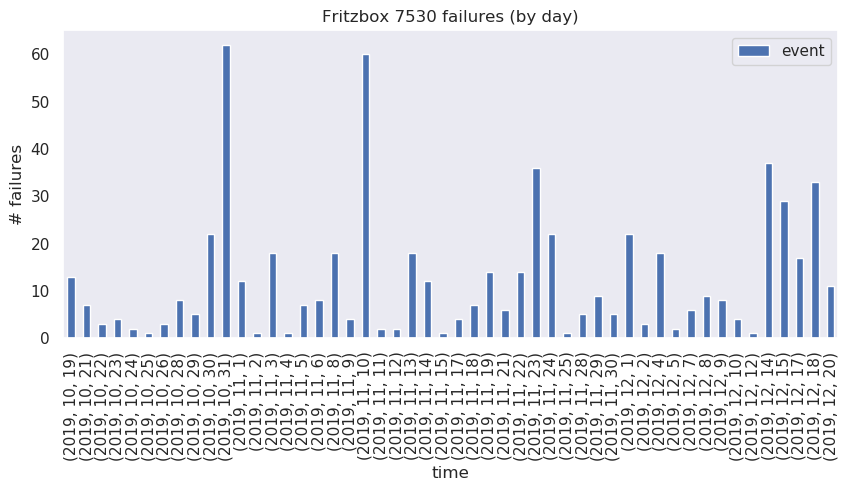 Fritzbox 7530 failures (by day)
event
# failures
60
50
40
30
20
10
0
(2019, 10, 19)
(2019, 10, 21)
(2019, 10, 22)
(2019, 10, 23)
(2019, 10, 24)
(2019, 10, 25)
(2019, 10, 26)
(2019, 10, 28)
(2019, 10, 29)
(2019, 10, 30)
(2019, 10, 31)
(2019, 11, 1)
(2019, 11, 2)
(2019, 11, 3)
(2019, 11, 4)
(2019, 11, 5)
(2019, 11, 6)
(2019, 11, 8)
(2019, 11, 9)
(2019, 11, 10)
(2019, 11, 11)
(2019, 11, 12)
(2019, 11, 13)
(2019, 11, 14)
(2019, 11, 15)
(2019, 11, 17)
(2019, 11, 18)
(2019, 11, 19)
(2019, 11, 21)
(2019, 11, 22)
(2019, 11, 23)
(2019, 11, 24)
(2019, 11, 25)
(2019, 11, 28)
(2019, 11, 29)
(2019, 11, 30)
(2019, 12, 1)
(2019, 12, 2)
(2019, 12, 4)
(2019, 12, 5)
(2019, 12, 7)
(2019, 12, 8)
(2019, 12, 9)
(2019, 12, 10)
(2019, 12, 12)
(2019, 12, 14)
(2019, 12, 15)
(2019, 12, 17)
(2019, 12, 18)
(2019, 12, 20)
time